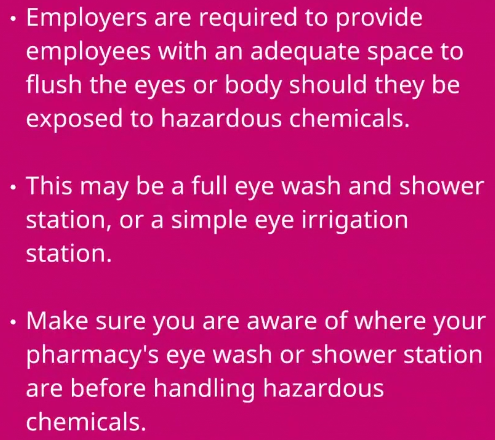 • Employers are required to provide
employees with an adequate space to
flush the eyes or body should they be
exposed to hazardous chemicals.
• This may be a full eye wash and shower
station, or a simple eye irrigation
station.
• Make sure you are aware of where your
pharmacy's eye wash or shower station
are before handling hazardous
chemicals.